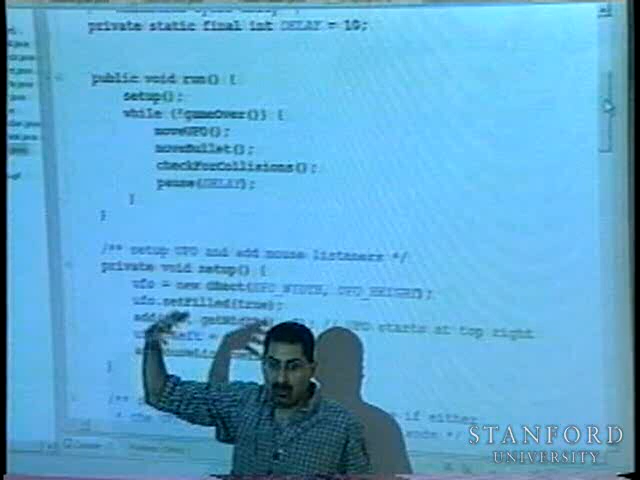 private static final int DELAY = 10;
public void run() {
setup();
while (!gameOver()) {
moveUFO();
moveBullet();
checkForCollisions();
pause(DELAY);
}
}
/** setup UFO and add mouse listeners */
private void setup() {
ufo = new GRect(UFO_WIDTH, UFO_HEIGHT);
ufo.setFilled(true);
// UFO starts at top right
}
/**
if either
*/
STANFORD
UNIVERSITY